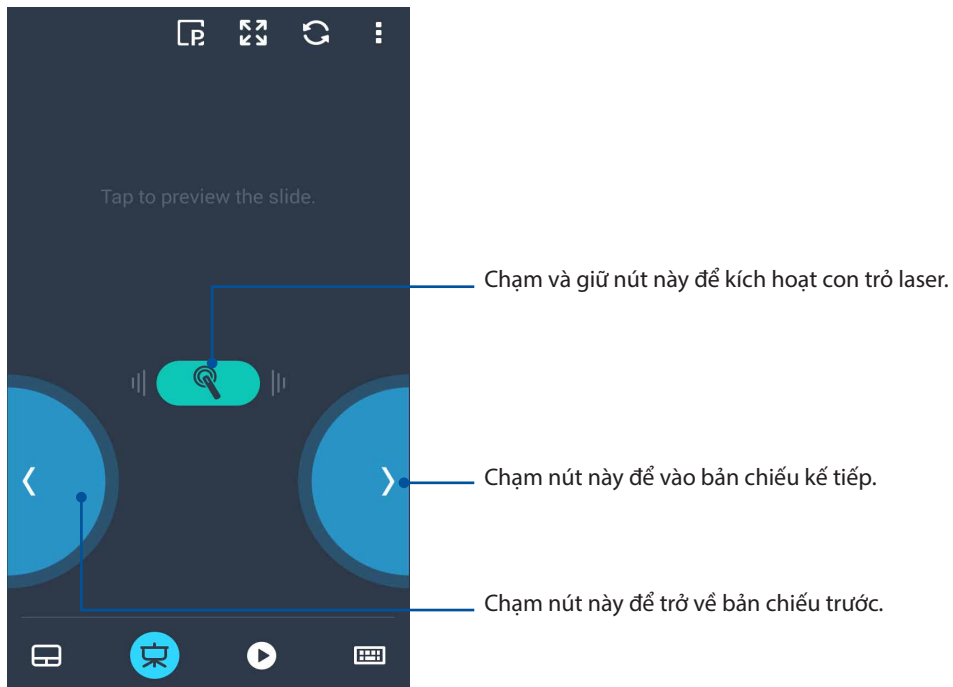 Tap to preview the slide.
Chạm và giữ nút này để kích hoạt con trỏ laser.
Chạm nút này để vào bản chiếu kế tiếp.
Chạm nút này để trở về bản chiếu trước.